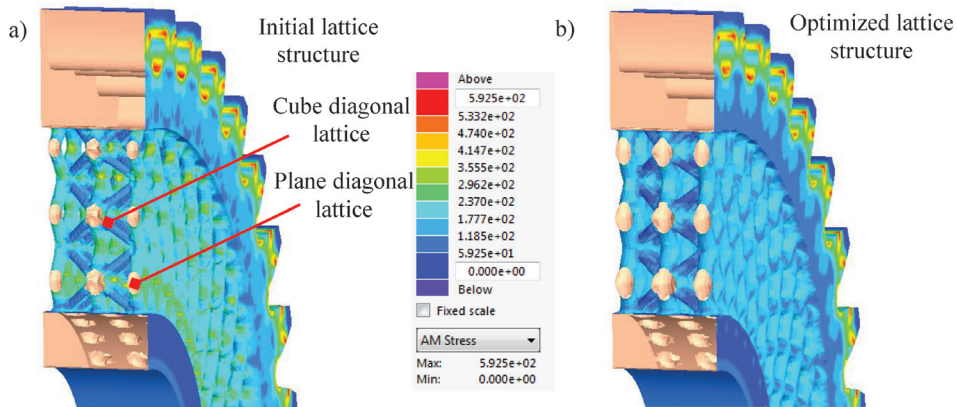 a)
Initial lattice
structure
Cube diagonal
lattice
Plane diagonal
lattice
Above
5.925e+02
5.332e+02
4.740e+02
4.147e+02
3.555e+02
2.962e+02
2.370e+02
1.777e+02
1.185e+02
5.925e+01
0.000e+00
Below
Fixed scale
AM Stress
Max: 5.925e+02
Min: 0.000e+00
b)
Optimized lattice
structure